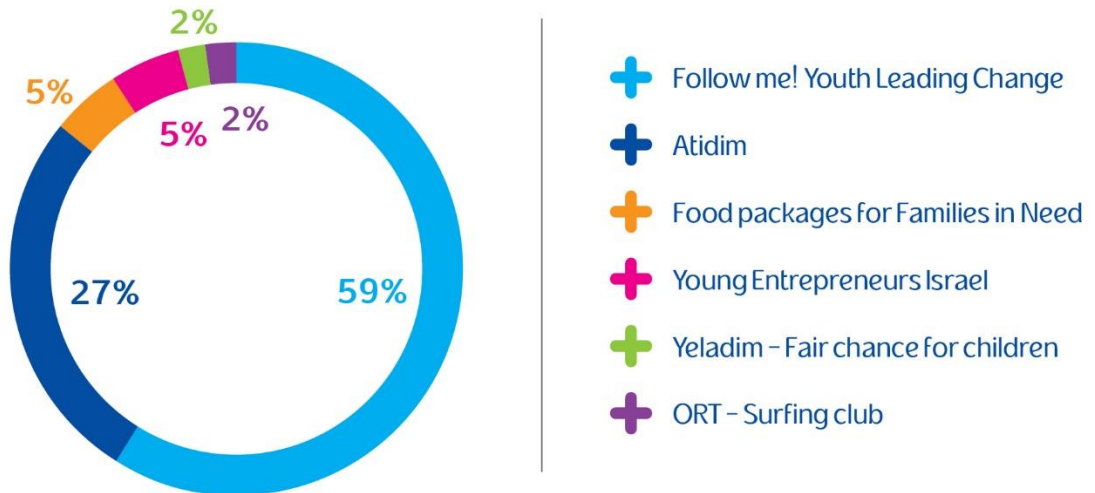 2%
5%
5%
2%
27%
59%
Follow me! Youth Leading Change
Atidim
Food packages for Families in Need
Young Entrepreneurs Israel
Yeladim – Fair chance for children
ORT – Surfing club